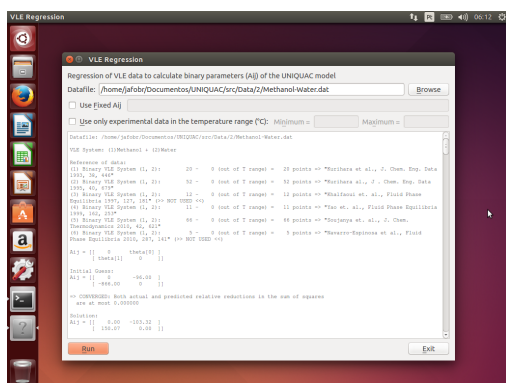 VLE Regression
Pt
06:12
VLE Regression
Regression of VLE data to calculate binary parameters (Aij) of the UNIQUAC model
Datafile: /home/jafobr/Documentos/UNIQUAC/src/Data/2/Methanol-Water.dat Browse
Use Fixed Aij
Use only experimental data in the temperature range (°C): Minimum = Maximum =
Datafile: /home/jafobr/Documentos/UNIQUAC/src/Data/2/Methanol-Water.dat
VLE System: (1)Methanol + (2)Water
Reference of data:
(1) Binary VLE System (1, 2): 20 - 0 (out of T range) = 20 points => "Kurihara et al., J. Chem. Eng. Data
1993, 38, 446"
(2) Binary VLE System (1, 2): 32 - 0 (out of T range) = 32 points => "Kurihara al., J . Chem. Eng. Data
1995, 40, 679"
(3) Binary VLE System (1, 2): 12 - 0 (out of T range) = 12 points => "Khalfaoui et. al., Fluid Phase
Equilibria 1997, 127, 181" (>> NOT USED <<)
(4) Binary VLE System (1, 2): 11 - 0 (out of T range) = 11 points => "Yao et. al., Fluid Phase Equilibria
1999, 162, 253"
(5) Binary VLE System (1, 2): 46 - 0 (out of T range) = 46 points => "Soujanya et. al., J. Chem.
Thermodynamics 2010, 42, 621"
(6) Binary VLE System (1, 2): 5 - 0 (out of T range) = 5 points => "Navarro-Espinosa et al., Fluid
Phase Equilibria 2010, 287, 141" (>> NOT USED <<)
Aij = [[ 0 theta[0] ]
[ theta[1] 0 ]]
Initial Guess:
Aij = [[ 0 -96.00 ]
[ -600.00 0 ]]
=> CONVERGED: Both actual and predicted relative reductions in the sum of squares
are at most 0.000000
Solution:
Aij = [[ 0.00 -103.32 ]
[ 150.07 0.00 ]]
Run Exit